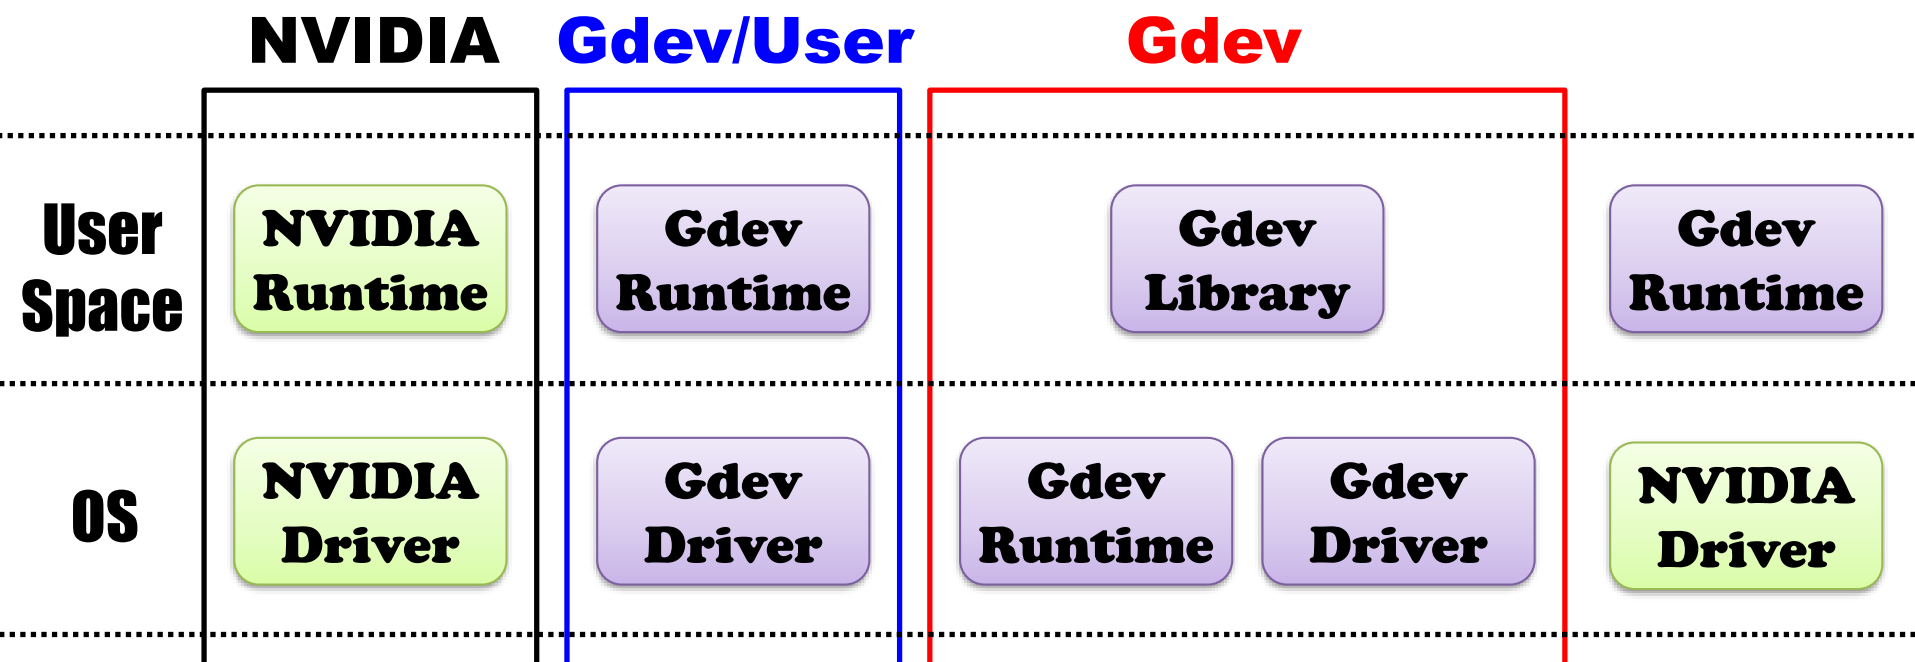 NVIDIA Gdev/User Gdev
User
Space
NVIDIA
Runtime
Gdev
Runtime
Gdev
Library
Gdev
Runtime
OS
NVIDIA
Driver
Gdev
Driver
Gdev
Runtime
Gdev
Driver
NVIDIA
Driver